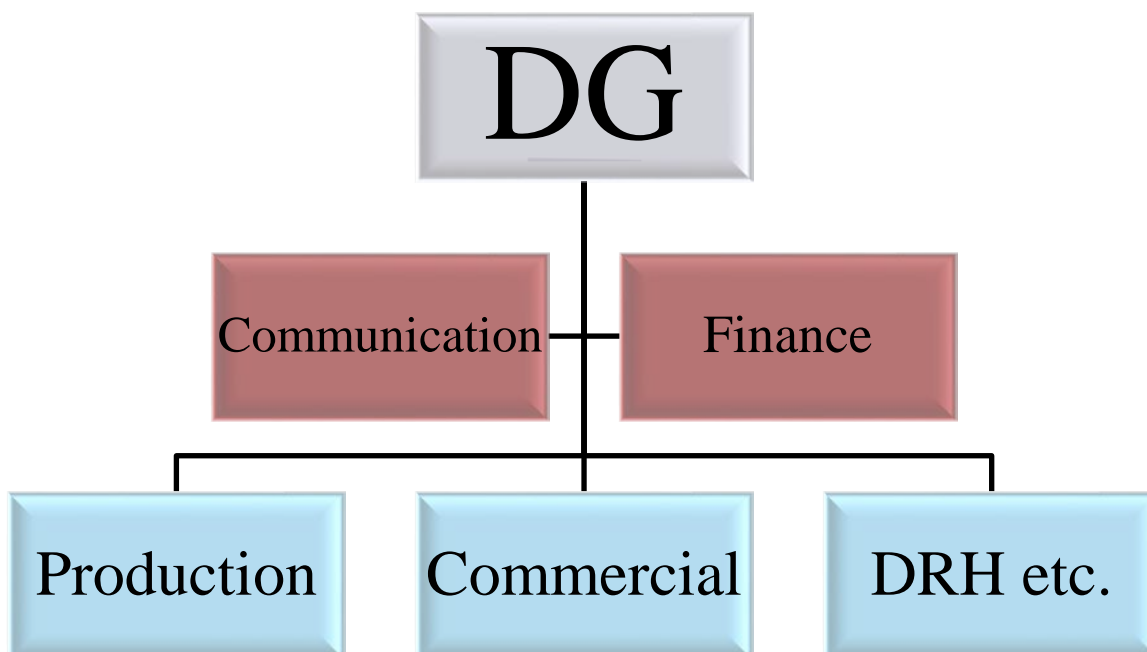 DG
Communication
Finance
Production
Commercial
DRH etc.